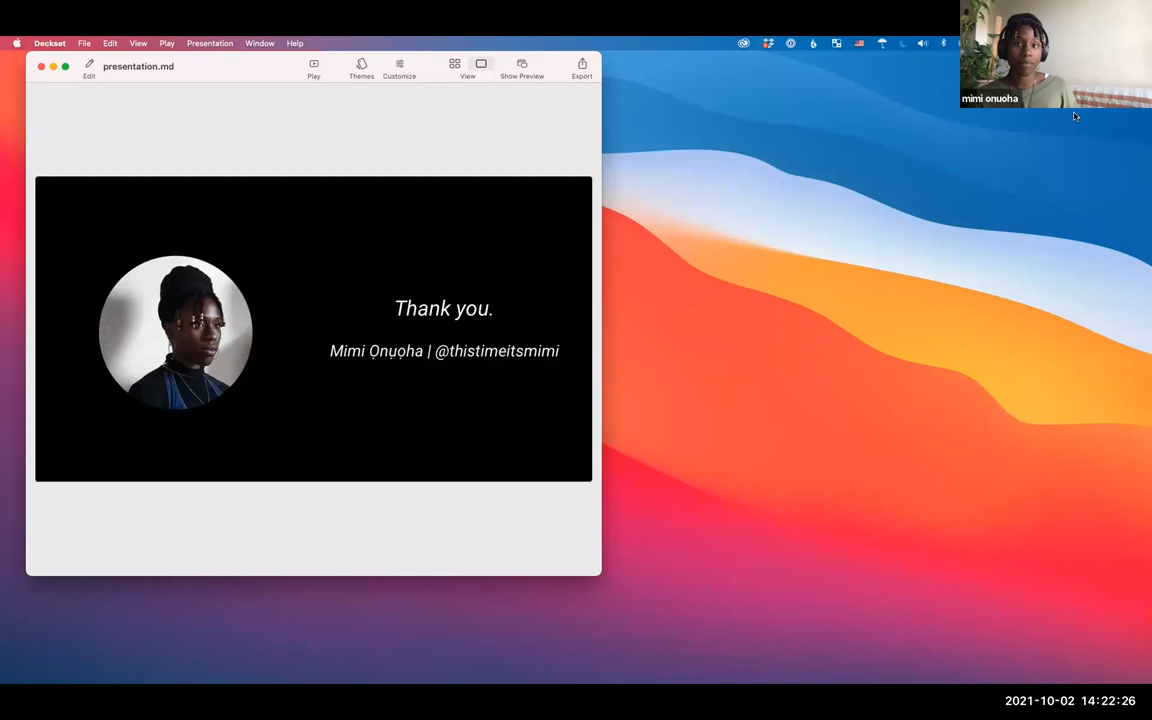 Deckset File Edit View Play Presentation Window Help
mimi onuoha
presentation.md
Edit Play Themes Customize View Show Preview Export
Thank you.
Mimi Ọnụọha | @thistimeitsmimi
2021-10-02 14:22:26